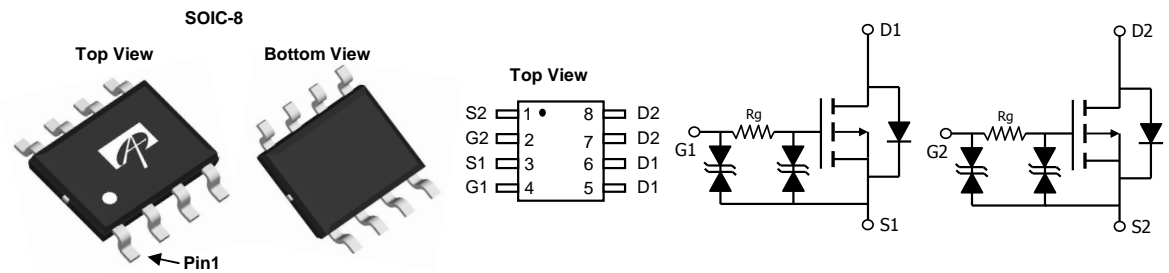 SOIC-8
Top View
Bottom View
Pin1
Top View
S2 1 8 D2
G2 2 7 D2
S1 3 6 D1
G1 4 5 D1
D1
Rg
G1
S1
D2
Rg
G2
S2